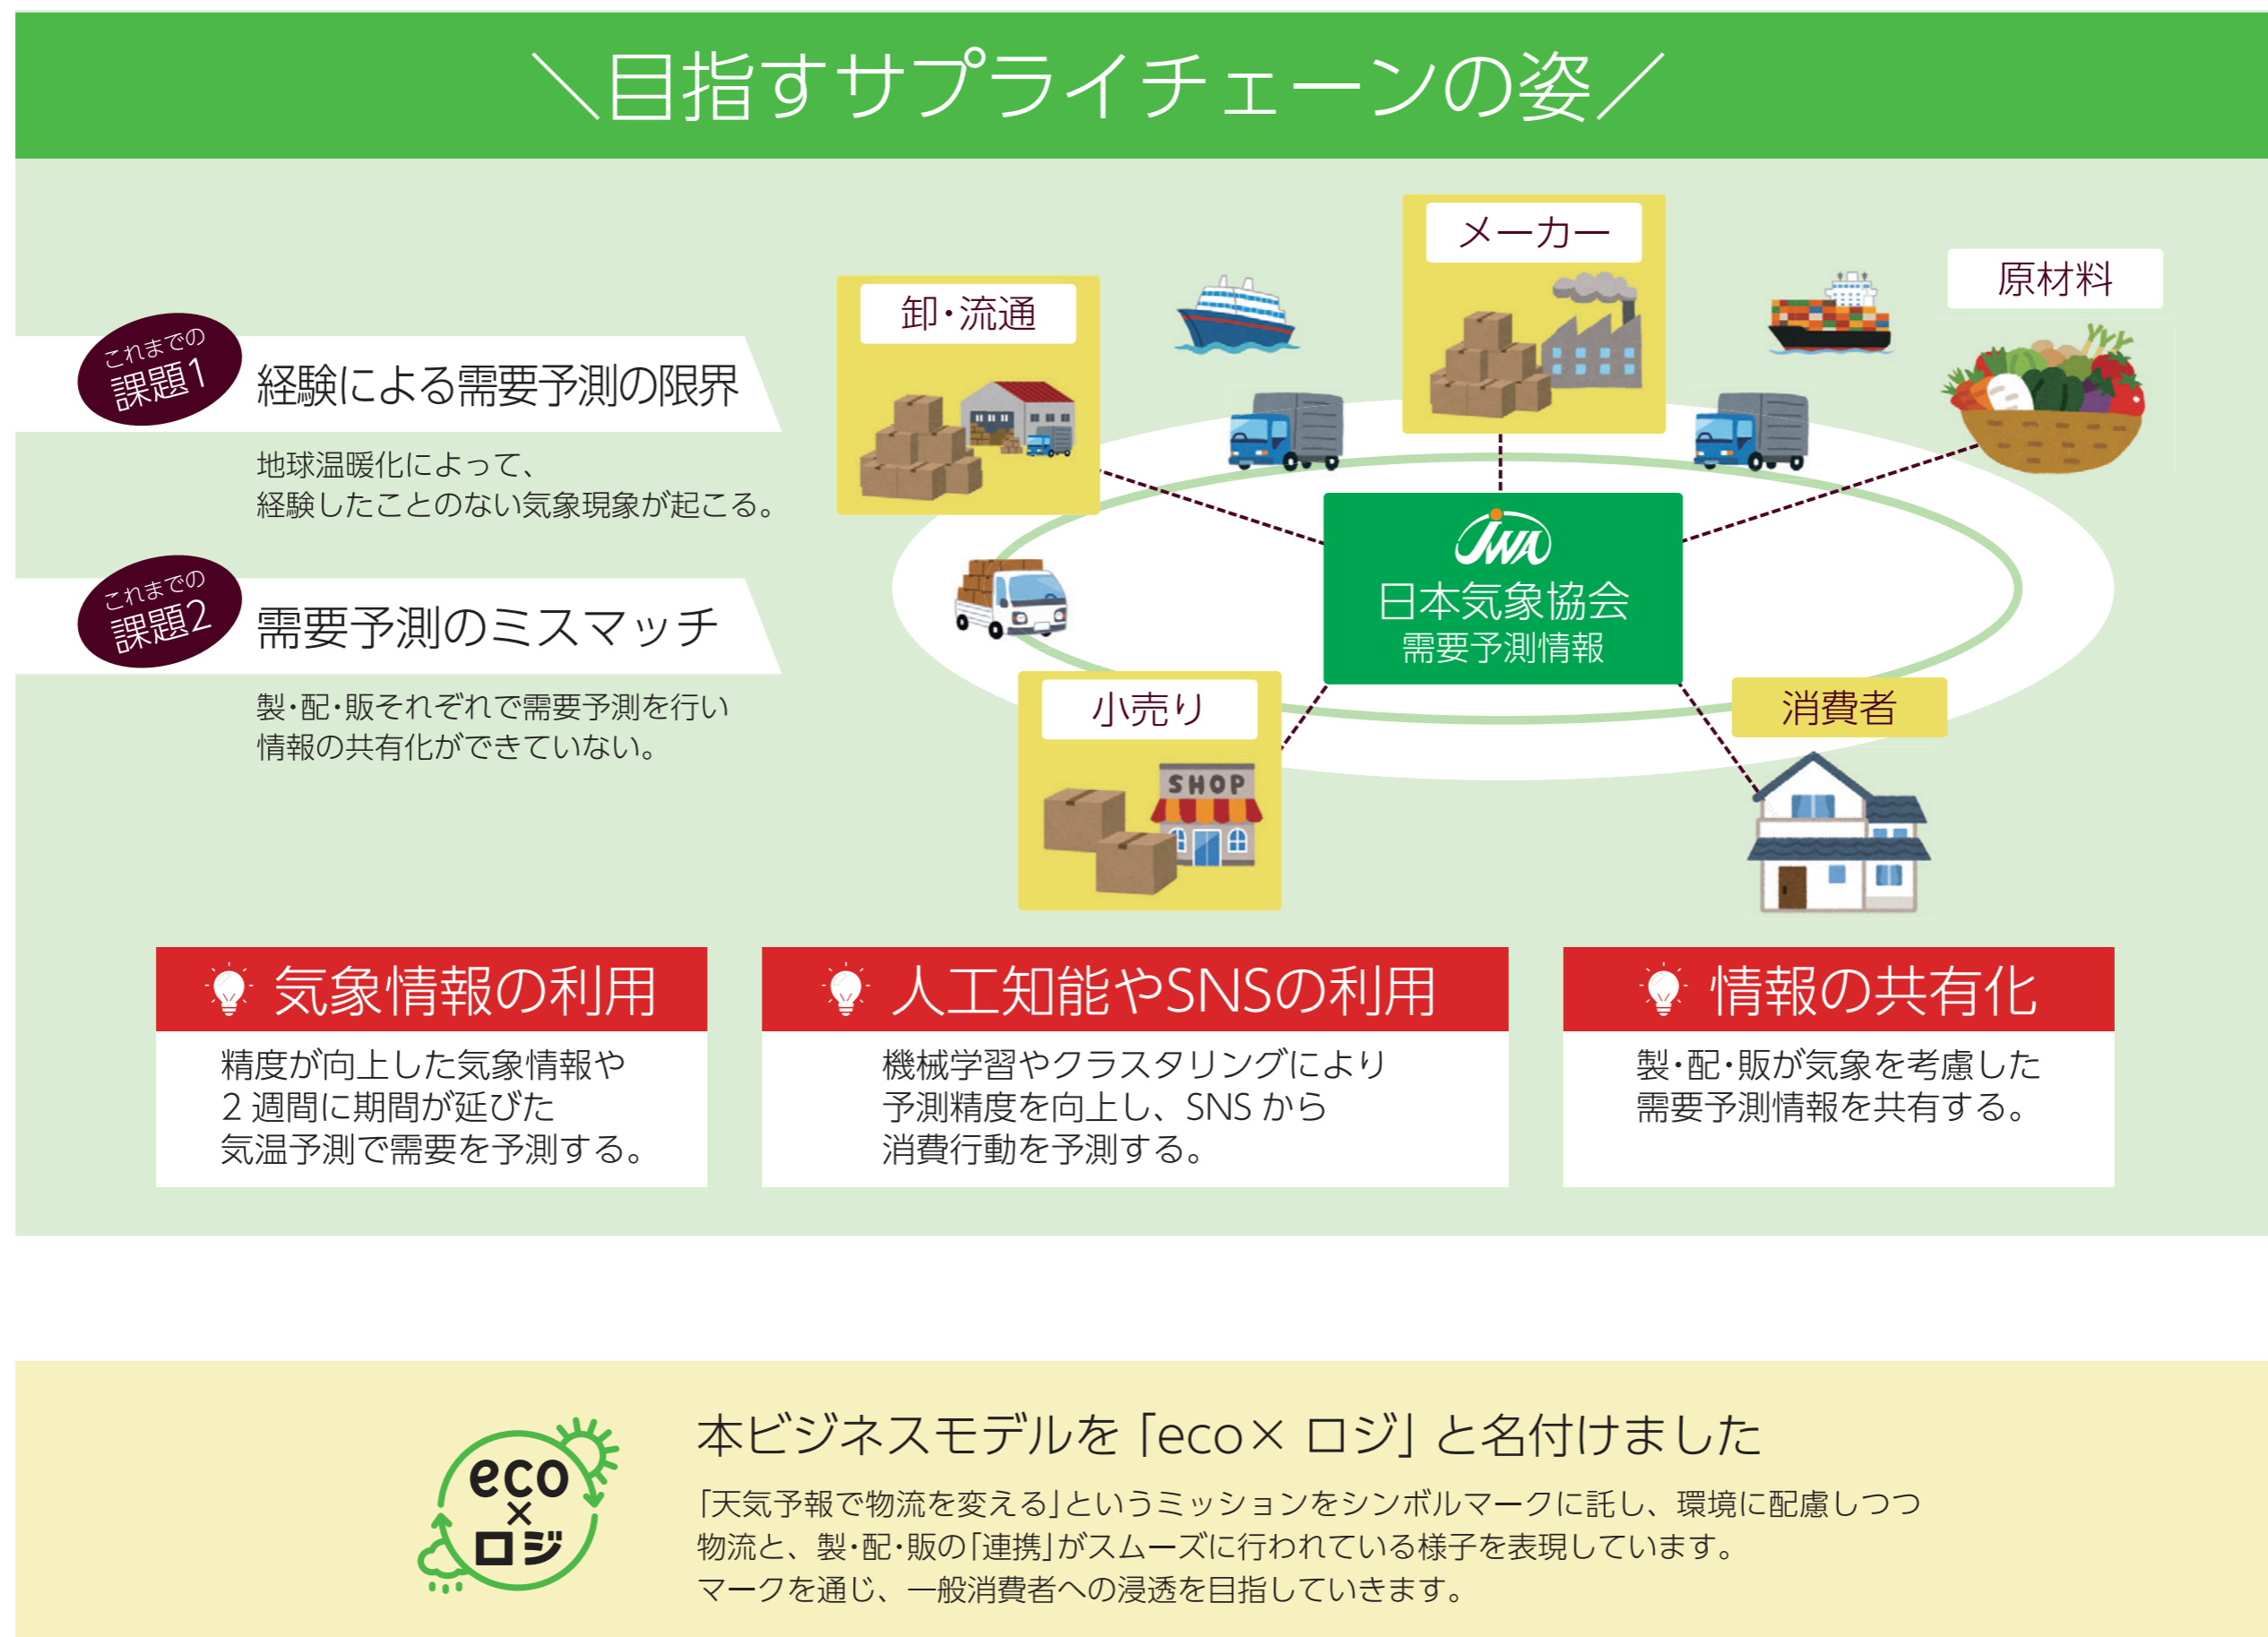 ＼目指すサプライチェーンの姿／
これまでの
課題1
経験による需要予測の限界
地球温暖化によって、
経験したことのない気象現象が起こる。
これまでの
課題2
需要予測のミスマッチ
製・配・販それぞれで需要予測を行い
情報の共有化ができていない。
メーカー
原材料
卸・流通
JWA
日本気象協会
需要予測情報
小売り
SHOP
消費者
気象情報の利用
精度が向上した気象情報や
2 週間に期間が延びた
気温予測で需要を予測する。
人工知能やSNSの利用
機械学習やクラスタリングにより
予測精度を向上し、SNS から
消費行動を予測する。
情報の共有化
製・配・販が気象を考慮した
需要予測情報を共有する。
eco
×
ロジ
本ビジネスモデルを「eco× ロジ」と名付けました
「天気予報で物流を変える」というミッションをシンボルマークに託し、環境に配慮しつつ
物流と、製・配・販の「連携」がスムーズに行われている様子を表現しています。
マークを通じ、一般消費者への浸透を目指していきます。